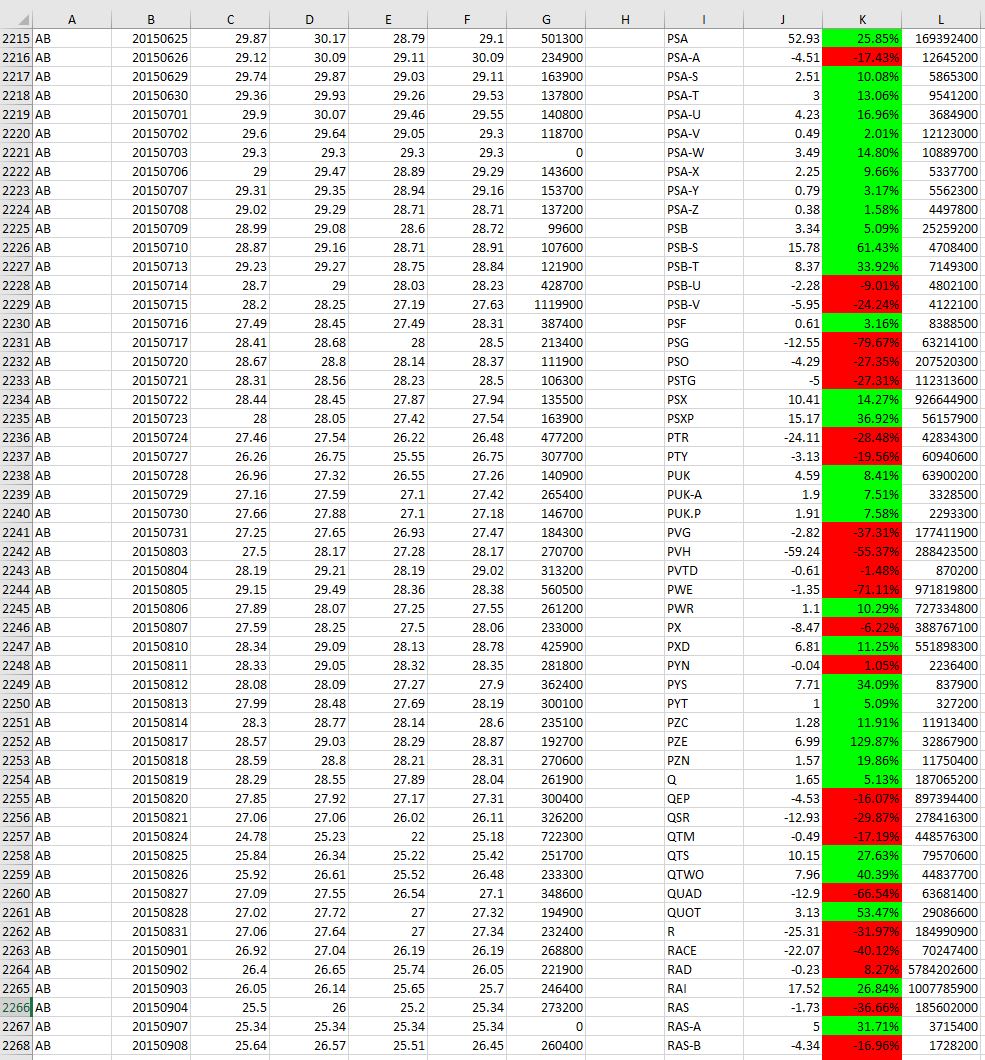 A B C D E F G H I J K L
2215 AB 20150625 29.87 30.17 28.79 29.1 501300 PSA 52.93 25.85% 169392400
2216 AB 20150626 29.12 30.09 29.11 30.09 234900 PSA-A -4.51 -17.43% 12645200
2217 AB 20150629 29.74 29.87 29.03 29.11 163900 PSA-S 2.51 10.08% 5865300
2218 AB 20150630 29.36 29.93 29.26 29.53 137800 PSA-T 3 13.06% 9541200
2219 AB 20150701 29.9 30.07 29.46 29.55 140800 PSA-U 4.23 16.96% 3684900
2220 AB 20150702 29.6 29.64 29.05 29.3 118700 PSA-V 0.49 2.01% 12123000
2221 AB 20150703 29.3 29.3 29.3 29.3 0 PSA-W 3.49 14.80% 10889700
2222 AB 20150706 29 29.47 28.89 29.29 143600 PSA-X 2.25 9.66% 5337700
2223 AB 20150707 29.31 29.35 28.94 29.16 153700 PSA-Y 0.79 3.17% 5562300
2224 AB 20150708 29.02 29.29 28.71 28.71 137200 PSA-Z 0.38 1.58% 4497800
2225 AB 20150709 28.99 29.08 28.6 28.72 99600 PSB 3.34 5.09% 25259200
2226 AB 20150710 28.87 29.16 28.71 28.91 107600 PSB-S 15.78 61.43% 4708400
2227 AB 20150713 29.23 29.27 28.75 28.84 121900 PSB-T 8.37 33.92% 7149300
2228 AB 20150714 28.7 29 28.03 28.23 428700 PSB-U -2.28 -9.01% 4802100
2229 AB 20150715 28.2 28.25 27.19 27.63 1119900 PSB-V -5.95 -24.24% 4122100
2230 AB 20150716 27.49 28.45 27.49 28.31 387400 PSF 0.61 3.16% 8388500
2231 AB 20150717 28.41 28.68 28 28.5 213400 PSG -12.55 -79.67% 63214100
2232 AB 20150720 28.67 28.8 28.14 28.37 111900 PSO -4.29 -27.35% 207520300
2233 AB 20150721 28.31 28.56 28.23 28.5 106300 PSTG -5 -27.31% 112313600
2234 AB 20150722 28.44 28.45 27.87 27.94 135500 PSX 10.41 14.27% 926644900
2235 AB 20150723 28 28.05 27.42 27.54 163900 PSXP 15.17 36.92% 56157900
2236 AB 20150724 27.46 27.54 26.22 26.48 477200 PTR -24.11 -28.48% 42834300
2237 AB 20150727 26.26 26.75 25.55 26.75 307700 PTY -3.13 -19.56% 60940600
2238 AB 20150728 26.96 27.32 26.55 27.26 140900 PUK 4.59 8.41% 63900200
2239 AB 20150729 27.16 27.59 27.1 27.42 265400 PUK-A 1.9 7.51% 3328500
2240 AB 20150730 27.66 27.88 27.1 27.18 146700 PUK.P 1.91 7.58% 2293300
2241 AB 20150731 27.25 27.65 26.93 27.47 184300 PVG -2.82 -37.31% 177411900
2242 AB 20150803 27.5 28.17 27.28 28.17 270700 PVH -59.24 -55.37% 288423500
2243 AB 20150804 28.19 29.21 28.19 29.02 313200 PVTD -0.61 -1.48% 870200
2244 AB 20150805 29.15 29.49 28.36 28.38 560500 PWE -1.35 -71.11% 971819800
2245 AB 20150806 27.89 28.07 27.25 27.55 261200 PWR 1.1 10.29% 727334800
2246 AB 20150807 27.59 28.25 27.5 28.06 233000 PX -8.47 -6.22% 388767100
2247 AB 20150810 28.34 29.09 28.13 28.78 425900 PXD 6.81 11.25% 551898300
2248 AB 20150811 28.33 29.05 28.32 28.35 281800 PYN -0.04 1.05% 2236400
2249 AB 20150812 28.08 28.09 27.27 27.9 362400 PYS 7.71 34.09% 837900
2250 AB 20150813 27.99 28.48 27.69 28.19 300100 PYT 1 5.09% 327200
2251 AB 20150814 28.3 28.77 28.14 28.6 235100 PZC 1.28 11.91% 11913400
2252 AB 20150817 28.57 29.03 28.29 28.87 192700 PZE 6.99 129.87% 32867900
2253 AB 20150818 28.59 28.8 28.21 28.31 270600 PZN 1.57 19.86% 11750400
2254 AB 20150819 28.29 28.55 27.89 28.04 261900 Q 1.65 5.13% 187065200
2255 AB 20150820 27.85 27.92 27.17 27.31 300400 QEP -4.53 -16.07% 897394400
2256 AB 20150821 27.06 27.06 26.02 26.11 326200 QSR -12.93 -29.87% 278416300
2257 AB 20150824 24.78 25.23 22 25.18 722300 QTM -0.49 -17.19% 448576300
2258 AB 20150825 25.84 26.34 25.22 25.42 251700 QTS 10.15 27.63% 79570600
2259 AB 20150826 25.92 26.61 25.52 26.48 233300 QTWO 7.96 40.39% 44837700
2260 AB 20150827 27.09 27.55 26.54 27.1 348600 QUAD -12.9 -66.54% 63681400
2261 AB 20150828 27.02 27.72 27 27.32 194900 QUOT 3.13 53.47% 29086600
2262 AB 20150831 27.06 27.64 27 27.34 232400 R -25.31 -31.97% 184990900
2263 AB 20150901 26.92 27.04 26.19 26.19 268800 RACE -22.07 -40.12% 70247400
2264 AB 20150902 26.4 26.65 25.74 26.05 221900 RAD -0.23 8.27% 5784202600
2265 AB 20150903 26.05 26.14 25.65 25.7 246400 RAI 17.52 26.84% 1007785900
2266 AB 20150904 25.5 26 25.2 25.34 273200 RAS -1.73 -36.66% 185602000
2267 AB 20150907 25.34 25.34 25.34 25.34 0 RAS-A 5 31.71% 3715400
2268 AB 20150908 25.64 26.57 25.51 26.45 260400 RAS-B -4.34 -16.96% 1728200